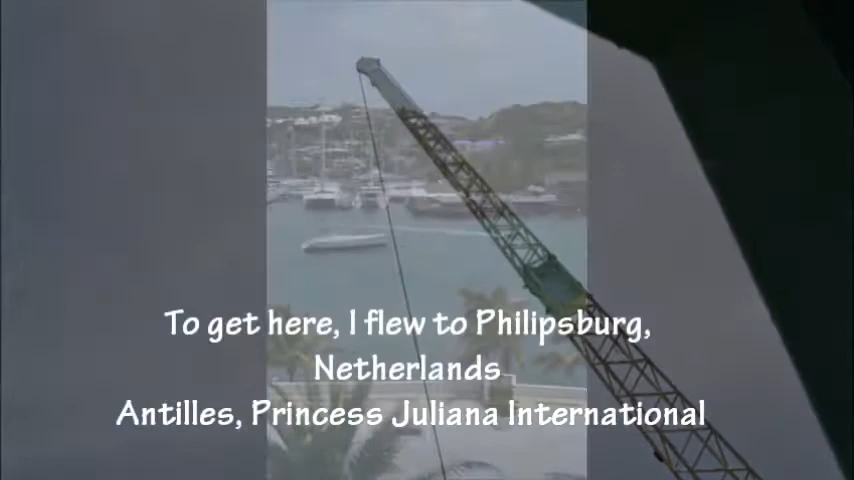 To get here, I flew to Philipsburg,
Netherlands
Antilles, Princess Juliana International